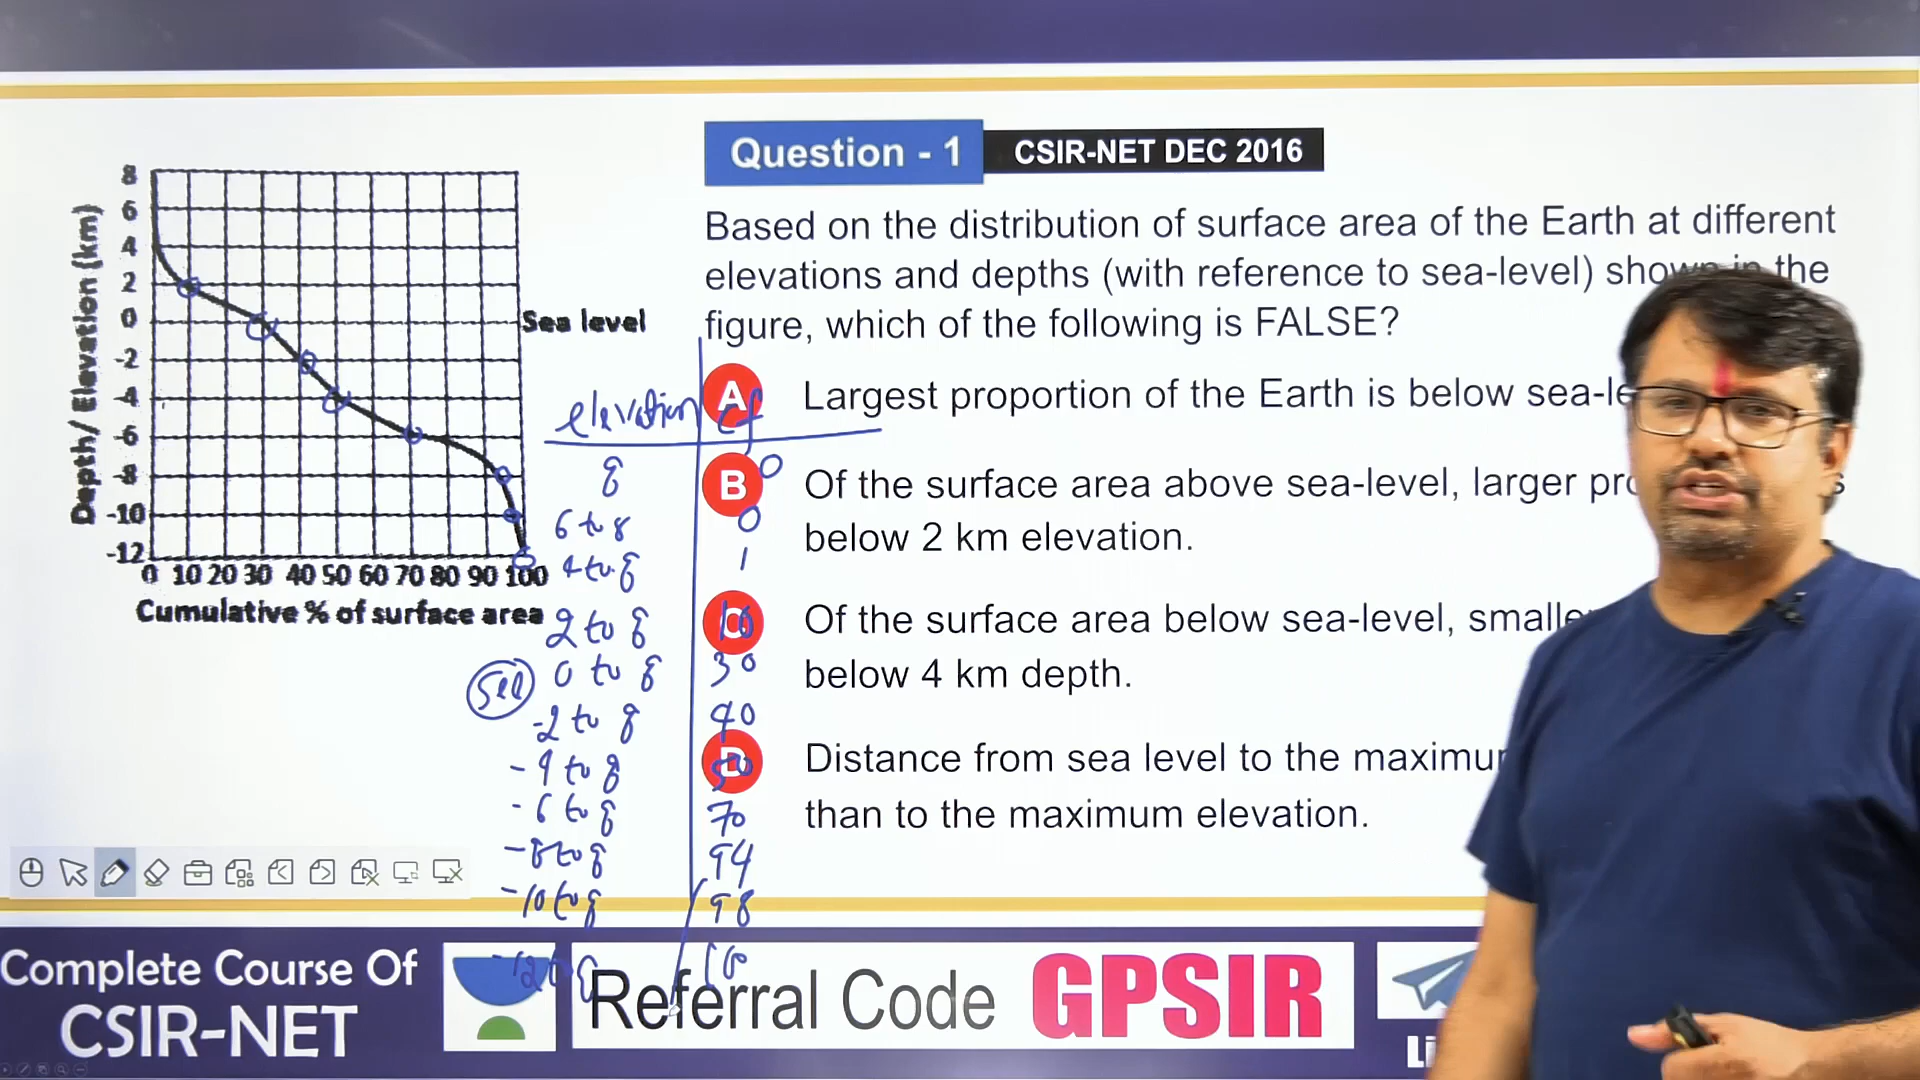 Question - 1
CSIR-NET DEC 2016
Based on the distribution of surface area of the Earth at different
elevations and depths (with reference to sea-level) shown in the
figure, which of the following is FALSE?
8
6
4
2
0
-2
-4
-6
-8
-10
-12
Depth/ Elevation (km)
Sea level
0 10 20 30 40 50 60 70 80 90 100
Cumulative % of surface area
A Largest proportion of the Earth is below sea-le
B Of the surface area above sea-level, larger pro s
below 2 km elevation.
C Of the surface area below sea-level, smalle
below 4 km depth.
D Distance from sea level to the maximu
than to the maximum elevation.
elevation cf
8 0
6 to 8 0
4 to 8 1
2 to 8 10
sea 0 to 8 30
-2 to 8 40
-4 to 8 50
-6 to 8 70
-8 to 8 94
-10 to 8 98
-12 to 8 100
Complete Course Of
CSIR-NET
Referral Code GPSIR
Li